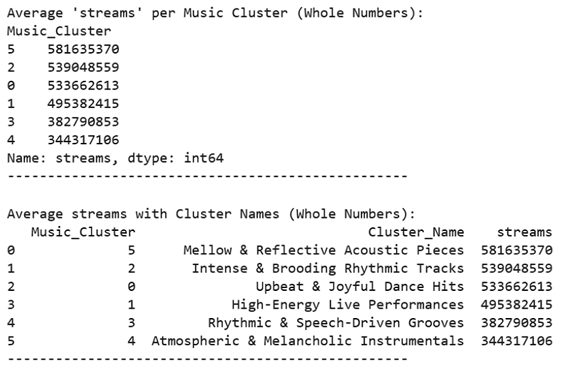 Average 'streams' per Music Cluster (Whole Numbers):
Music_Cluster
5    581635370
2    539048559
0    533662613
1    495382415
3    382790853
4    344317106
Name: streams, dtype: int64
--------------------------------------------------
Average streams with Cluster Names (Whole Numbers):
   Music_Cluster                             Cluster_Name    streams
0              5      Mellow & Reflective Acoustic Pieces  581635370
1              2       Intense & Brooding Rhythmic Tracks  539048559
2              0                Upbeat & Joyful Dance Hits  533662613
3              1            High-Energy Live Performances  495382415
4              3         Rhythmic & Speech-Driven Grooves  382790853
5              4  Atmospheric & Melancholic Instrumentals  344317106
--------------------------------------------------